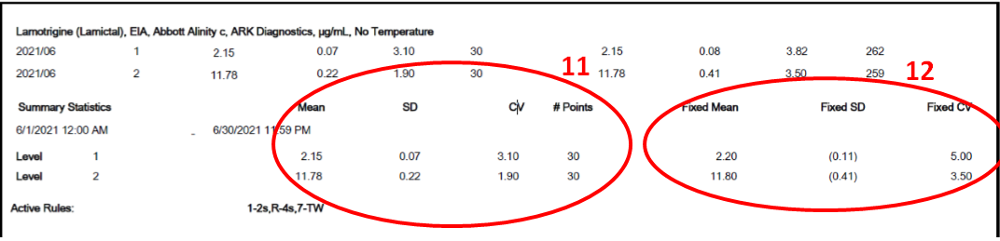 Lamotrigine (Lamictal), EIA, Abbott Alinity c, ARK Diagnostics, µg/mL, No Temperature
2021/06 1 2.15 0.07 3.10 30 2.15 0.08 3.82 262
2021/06 2 11.78 0.22 1.90 30 11.78 0.41 3.50 259
11 12
Summary Statistics Mean SD CV # Points Fixed Mean Fixed SD Fixed CV
6/1/2021 12:00 AM - 6/30/2021 11:59 PM
Level 1 2.15 0.07 3.10 30 2.20 (0.11) 5.00
Level 2 11.78 0.22 1.90 30 11.80 (0.41) 3.50
Active Rules: 1-2s,R-4s,7-TW